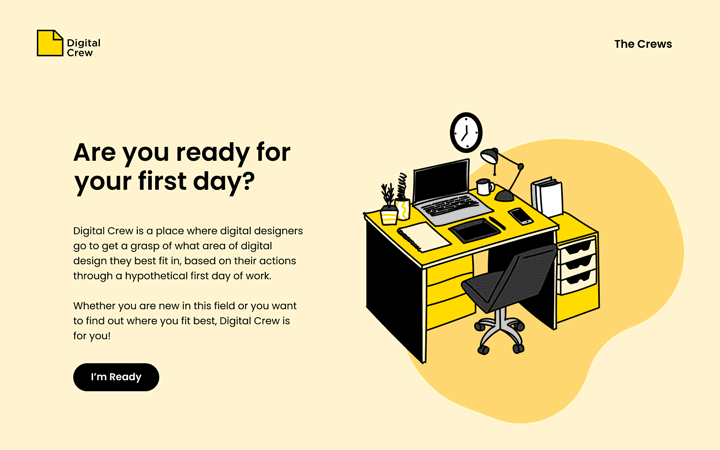 Digital
Crew
The Crews
Are you ready for
your first day?
Digital Crew is a place where digital designers
go to get a grasp of what area of digital
design they best fit in, based on their actions
through a hypothetical first day of work.
Whether you are new in this field or you want
to find out where you fit best, Digital Crew is
for you!
I'm Ready